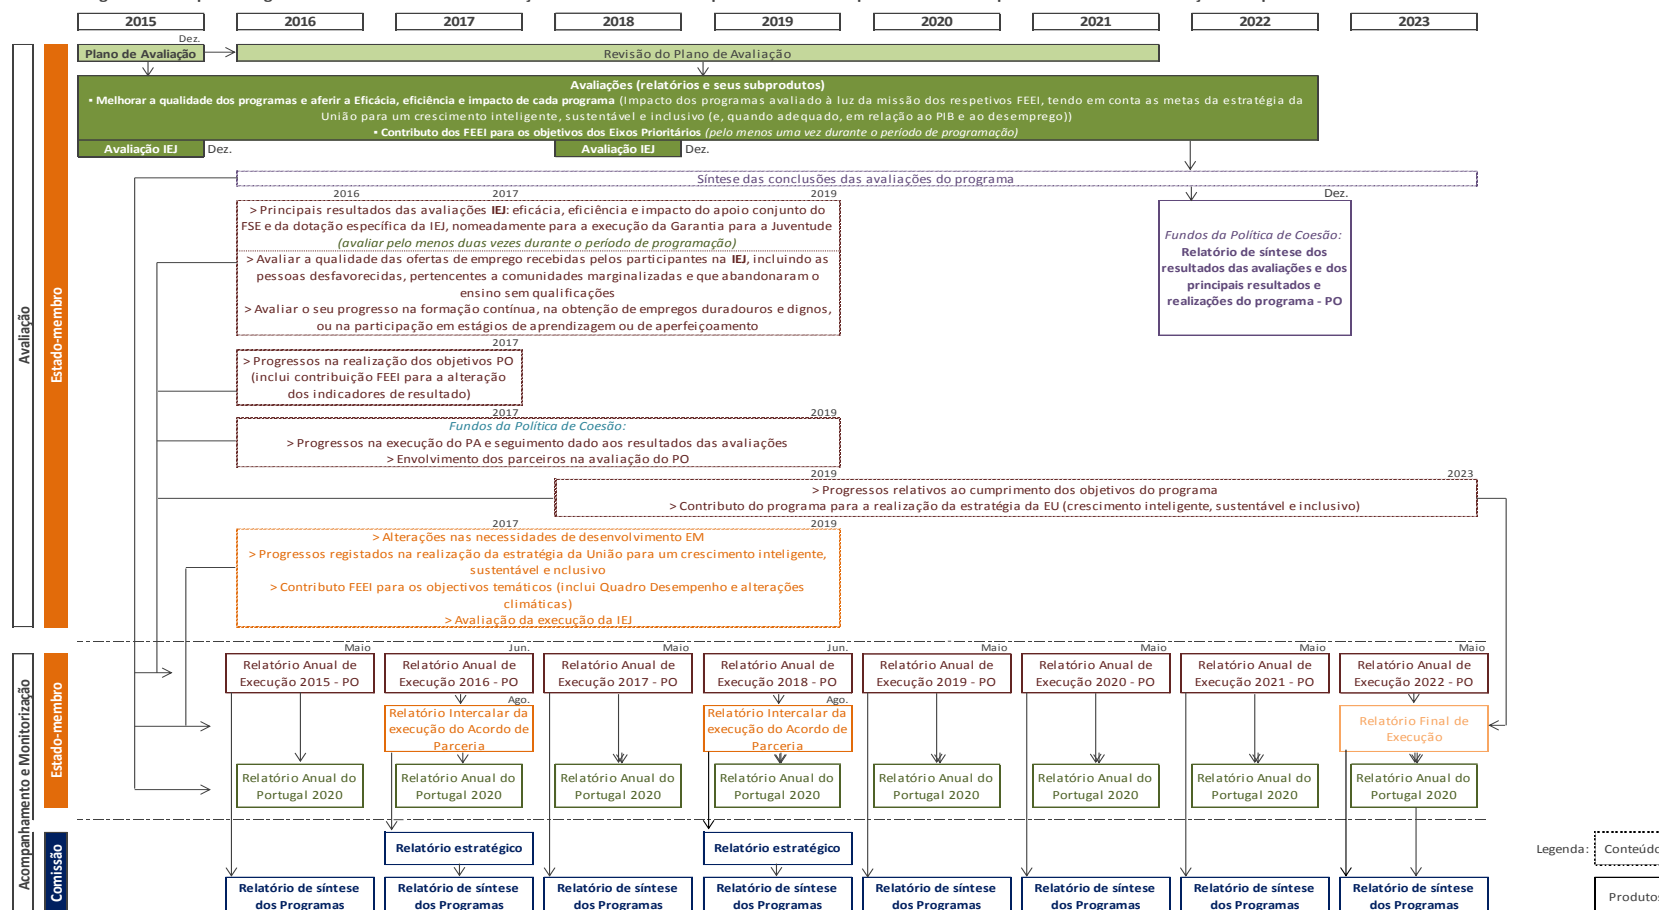 2015 2016 2017 2018 2019 2020 2021 2022 2023
Dez.
Plano de Avaliação
Revisão do Plano de Avaliação
Avaliações (relatórios e seus subprodutos)
▪ Melhorar a qualidade dos programas e aferir a Eficácia, eficiência e impacto de cada programa (Impacto dos programas avaliado à luz da missão dos respetivos FEEI, tendo em conta as metas da estratégia da
União para um crescimento inteligente, sustentável e inclusivo (e, quando adequado, em relação ao PIB e ao desemprego))
▪ Contributo dos FEEI para os objetivos dos Eixos Prioritários (pelo menos uma vez durante o período de programação)
Avaliação IEJ Dez.
Avaliação IEJ Dez.
Síntese das conclusões das avaliações do programa
2016 2017 2019
> Principais resultados das avaliações IEJ: eficácia, eficiência e impacto do apoio conjunto do
FSE e da dotação específica da IEJ, nomeadamente para a execução da Garantia para a Juventude
(avaliar pelo menos duas vezes durante o período de programação)
> Avaliar a qualidade das ofertas de emprego recebidas pelos participantes na IEJ, incluindo as
pessoas desfavorecidas, pertencentes a comunidades marginalizadas e que abandonaram o
ensino sem qualificações
> Avaliar o seu progresso na formação contínua, na obtenção de empregos duradouros e dignos,
ou na participação em estágios de aprendizagem ou de aperfeiçoamento
Dez.
Fundos da Política de Coesão:
Relatório de síntese dos
resultados das avaliações e dos
principais resultados e
realizações do programa - PO
2017
> Progressos na realização dos objetivos PO
(inclui contribuição FEEI para a alteração
dos indicadores de resultado)
2017 2019
Fundos da Política de Coesão:
> Progressos na execução do PA e seguimento dado aos resultados das avaliações
> Envolvimento dos parceiros na avaliação do PO
2019 2023
> Progressos relativos ao cumprimento dos objetivos do programa
> Contributo do programa para a realização da estratégia da EU (crescimento inteligente, sustentável e inclusivo)
2017 2019
> Alterações nas necessidades de desenvolvimento EM
> Progressos registados na realização da estratégia da União para um crescimento inteligente,
sustentável e nclusivo
> Contributo FEEI para os objectivos temáticos (inclui Quadro Desempenho e alterações
climáticas)
> Avaliação da execução da IEJ
Avaliação
Estado-membro
Maio Jun. Maio Jun. Maio Maio Maio Maio
Relatório Anual de Relatório Anual de Relatório Anual de Relatório Anual de Relatório Anual de Relatório Anual de Relatório Anual de Relatório Anual de
Execução 2015 - PO Execução 2016 - PO Execução 2017 - PO Execução 2018 - PO Execução 2019 - PO Execução 2020 - PO Execução 2021 - PO Execução 2022 - PO
Ago. Ago.
Relatório Intercalar da
execução do Acordo de
Parceria
Relatório Intercalar da
execução do Acordo de
Parceria
Relatório Final de
Execução
Relatório Anual do Relatório Anual do Relatório Anual do Relatório Anual do Relatório Anual do Relatório Anual do Relatório Anual do Relatório Anual do
Portugal 2020 Portugal 2020 Portugal 2020 Portugal 2020 Portugal 2020 Portugal 2020 Portugal 2020 Portugal 2020
Acompanhamento e Monitorização
Estado-membro
Comissão
Relatório estratégico Relatório estratégico
Relatório de síntese Relatório de síntese Relatório de síntese Relatório de síntese Relatório de síntese Relatório de síntese Relatório de síntese Relatório de síntese
dos Programas dos Programas dos Programas dos Programas dos Programas dos Programas dos Programas dos Programas
Legenda: Conteúdo
Produtos